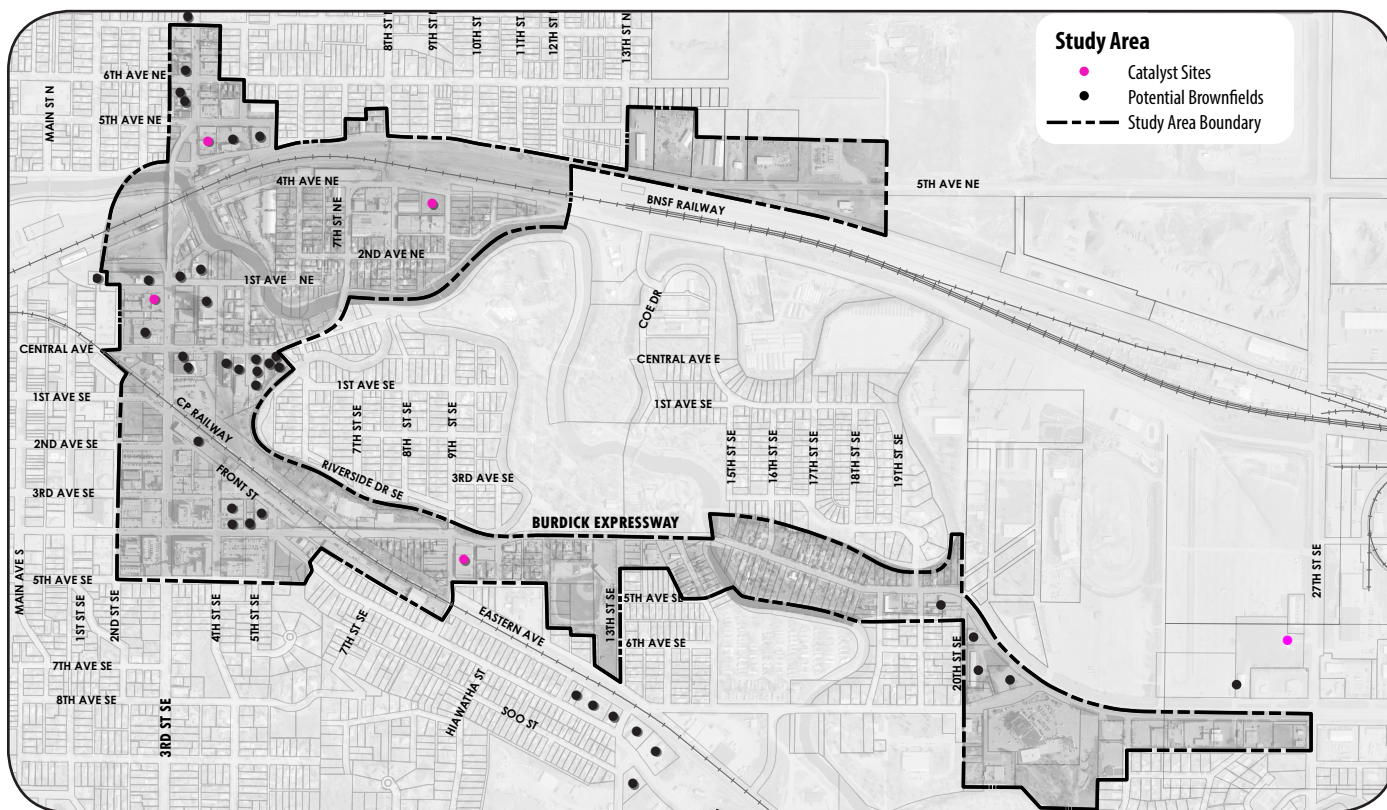 8TH ST N
9TH ST N
10TH ST N
11TH ST
12TH ST N
13TH ST N
Study Area
Catalyst Sites
Potential Brownfields
Study Area Boundary
MAIN ST N
6TH AVE NE
5TH AVE NE
4TH AVE NE
7TH ST NE
2ND AVE NE
1ST AVE NE
BNSF RAILWAY
5TH AVE NE
COE DR
CENTRAL AVE
CENTRAL AVE E
1ST AVE SE
1ST AVE SE
1ST AVE SE
CP RAILWAY
2ND AVE SE
7TH ST SE
8TH ST SE
9TH ST SE
15TH ST SE
16TH ST SE
17TH ST SE
18TH ST SE
19TH ST SE
3RD AVE SE
FRONT ST
RIVERSIDE DR SE
3RD AVE SE
BURDICK EXPRESSWAY
MAIN AVE S
5TH AVE SE
1ST ST SE
2ND ST SE
4TH ST SE
5TH ST SE
7TH ST SE
EASTERN AVE
13TH ST SE
5TH AVE SE
6TH AVE SE
27TH ST SE
20TH ST SE
7TH AVE SE
8TH AVE SE
3RD ST SE
HIAWATHA ST
SOO ST